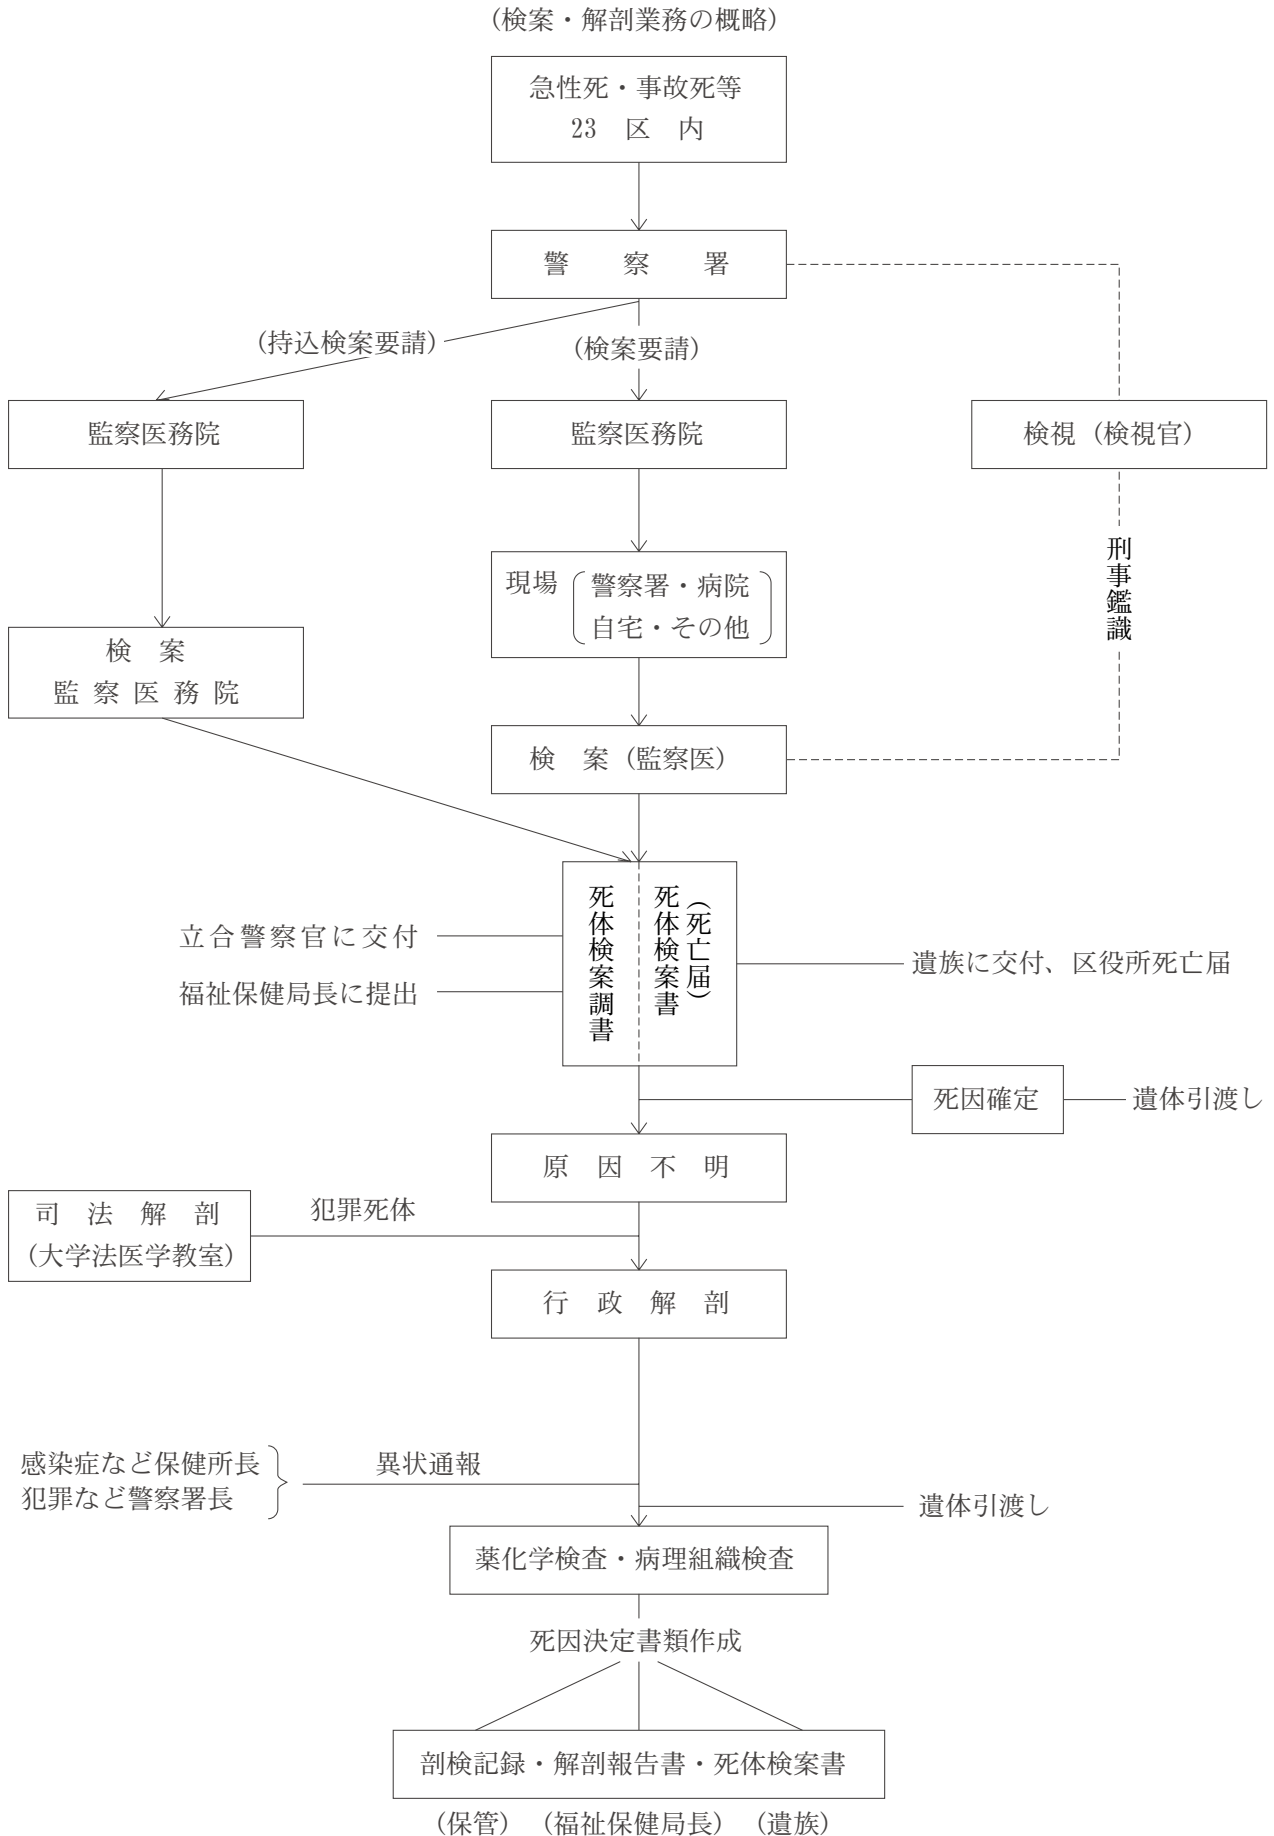 (検案・解剖業務の概略)
急性死・事故死等
23 区 内
警 察 署
(持込検案要請)
(検案要請)
監察医務院
監察医務院
検視(検視官)
現場
警察署・病院
自宅・その他
刑事鑑識
検 案
監察医務院
検 案(監察医)
死体検案調書
死体検案書
(死亡届)
立合警察官に交付
福祉保健局長に提出
遺族に交付、区役所死亡届
死因確定
遺体引渡し
原 因 不 明
司 法 解 剖
(大学法医学教室)
犯罪死体
行 政 解 剖
感染症など保健所長
犯罪など警察署長
異状通報
遺体引渡し
薬化学検査・病理組織検査
死因決定書類作成
剖検記録・解剖報告書・死体検案書
(保管) (福祉保健局長) (遺族)